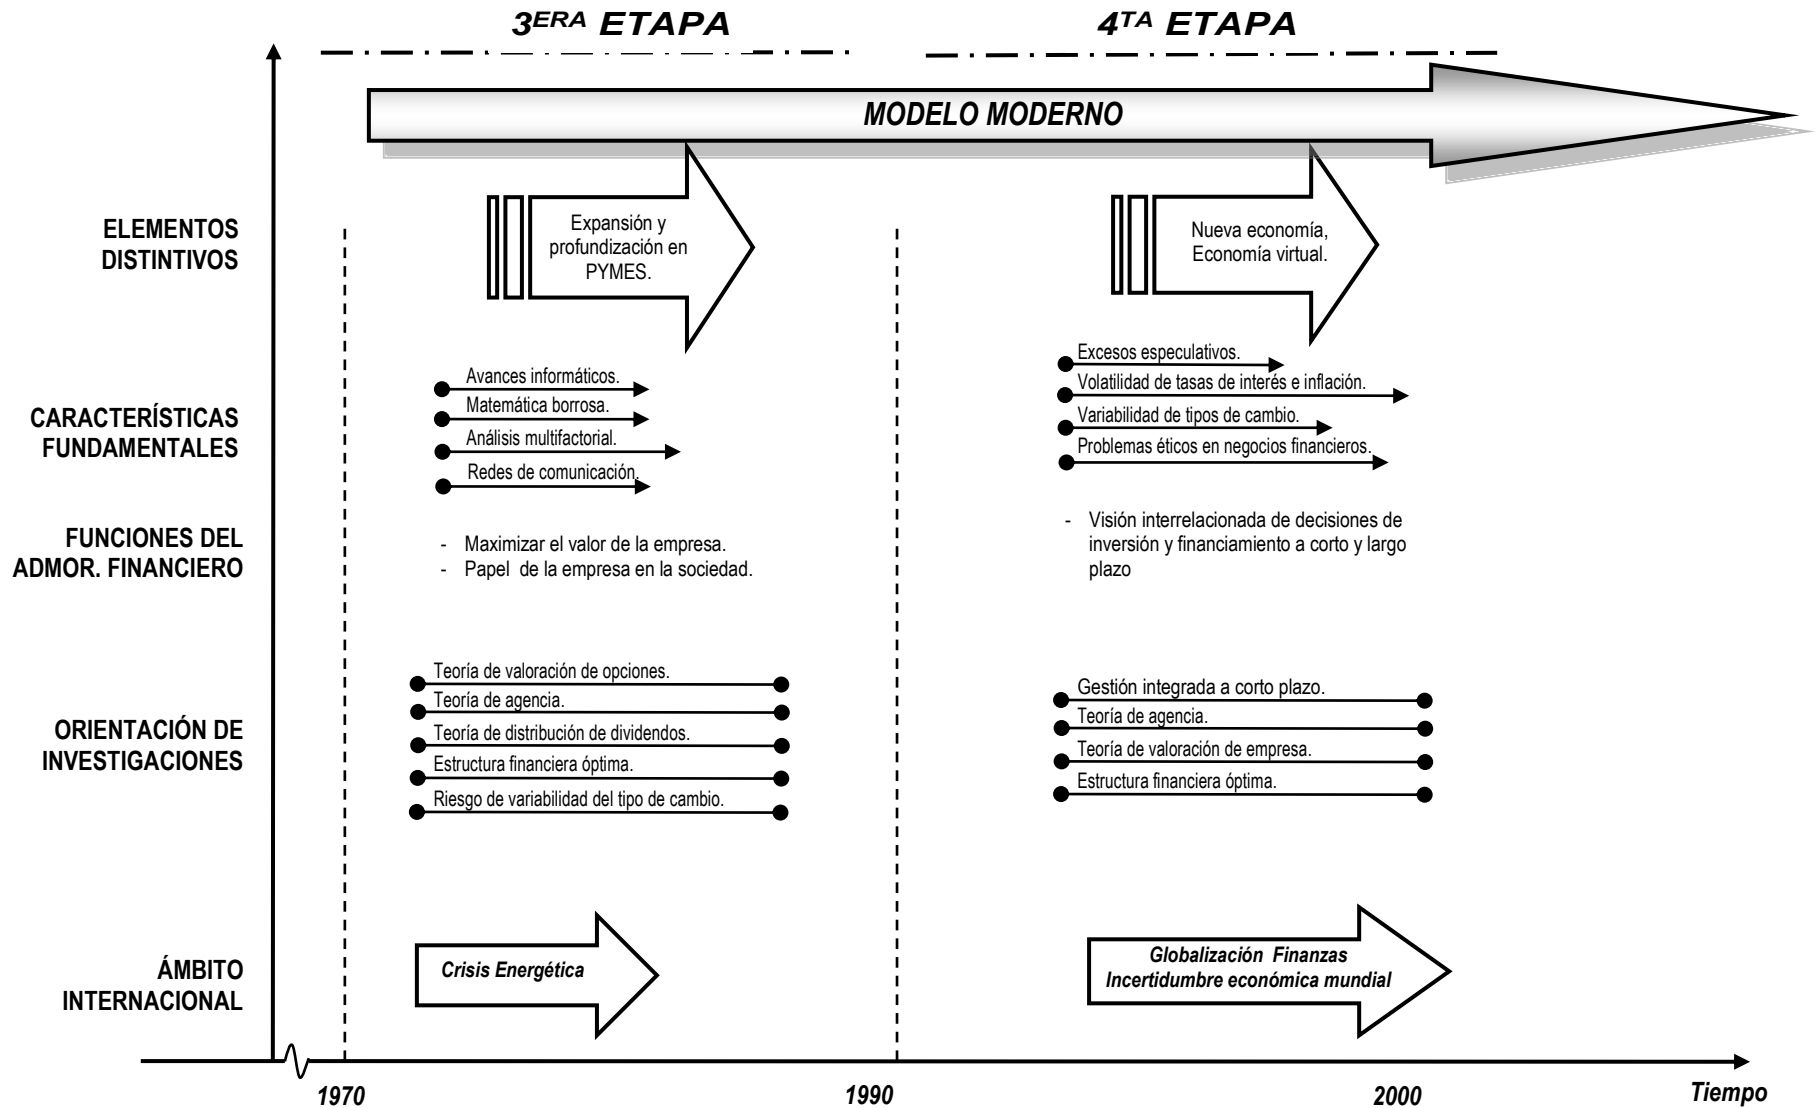 3ERA ETAPA
4TA ETAPA
MODELO MODERNO
ELEMENTOS
DISTINTIVOS
Expansión y
profundización en
PYMES.
Nueva economía,
Economía virtual.
CARACTERÍSTICAS
FUNDAMENTALES
Avances informáticos.
Matemática borrosa.
Análisis multifactorial.
Redes de comunicación.
Excesos especulativos.
Volatilidad de tasas de interés e inflación.
Variabilidad de tipos de cambio.
Problemas éticos en negocios financieros.
FUNCIONES DEL
ADMOR. FINANCIERO
- Maximizar el valor de la empresa.
- Papel de la empresa en la sociedad.
- Visión interrelacionada de decisiones de
inversión y financiamiento a corto y largo
plazo
ORIENTACIÓN DE
INVESTIGACIONES
Teoría de valoración de opciones.
Teoría de agencia.
Teoría de distribución de dividendos.
Estructura financiera óptima.
Riesgo de variabilidad del tipo de cambio.
Gestión integrada a corto plazo.
Teoría de agencia.
Teoría de valoración de empresa.
Estructura financiera óptima.
ÁMBITO
INTERNACIONAL
Crisis Energética
Globalización Finanzas
Incertidumbre económica mundial
1970
1990
2000
Tiempo